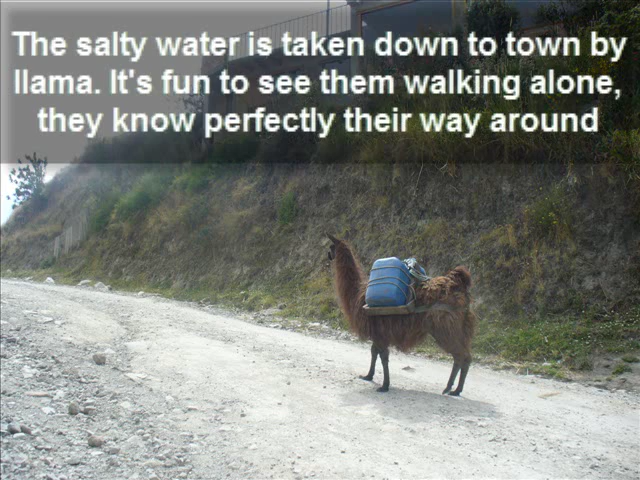 The salty water is taken down to town by
llama. It's fun to see them walking alone,
they know perfectly their way around